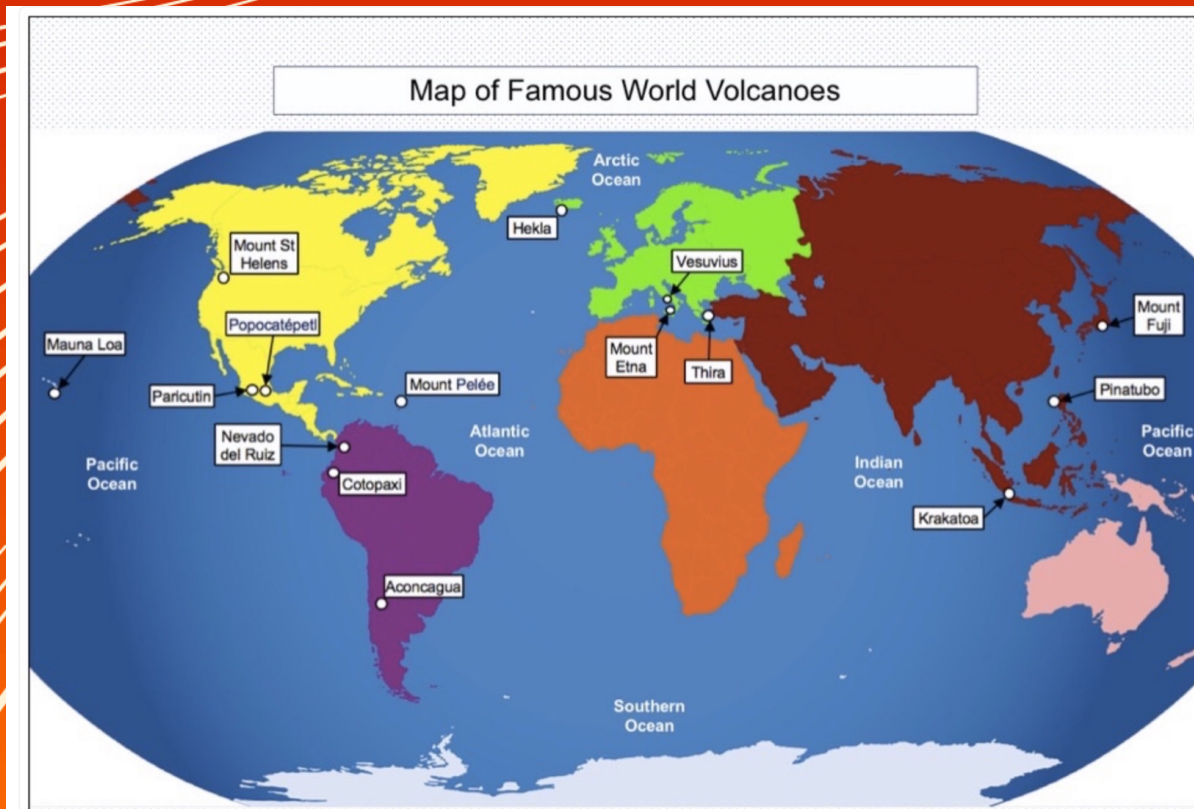 Map of Famous World Volcanoes
Arctic
Ocean
Hekla
Mount St
Helens
Vesuvius
Popocatépetl
Mount
Fuji
Mauna Loa
Mount
Etna
Thira
Paricutin
Mount Pelée
Pinatubo
Nevado
del Ruiz
Atlantic
Ocean
Pacific
Ocean
Pacific
Ocean
Indian
Ocean
Cotopaxi
Krakatoa
Aconcagua
Southern
Ocean